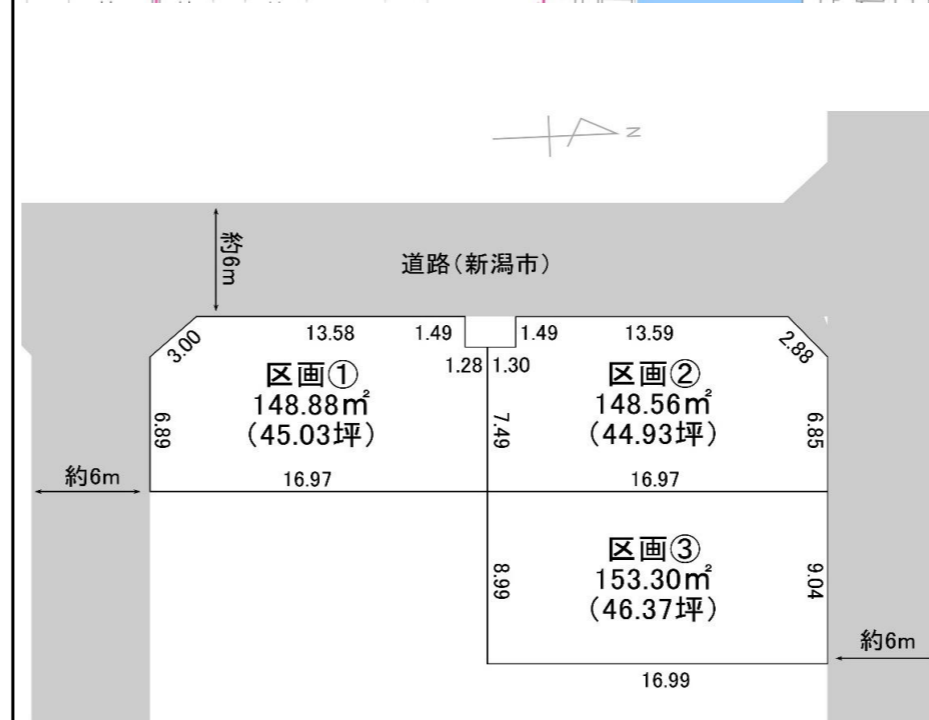 N
約6m
道路(新潟市)
3.00
13.58
1.49
1.49
13.59
2.88
1.28
1.30
区画①
148.88㎡
(45.03坪)
区画②
148.56㎡
(44.93坪)
6.89
7.49
6.85
約6m
16.97
16.97
区画③
153.30㎡
(46.37坪)
8.99
9.04
約6m
16.99